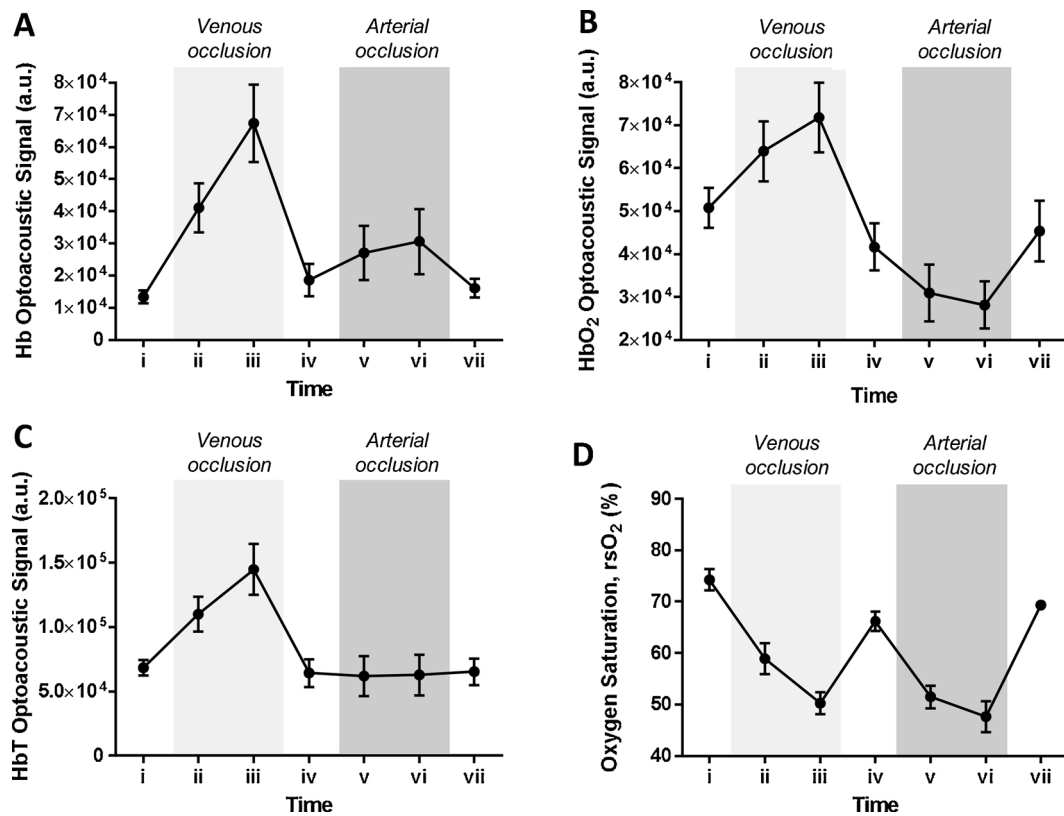 A
Venous
occlusion
Arterial
occlusion
Hb Optoacoustic Signal (a.u.)
8×10⁴
7×10⁴
6×10⁴
5×10⁴
4×10⁴
3×10⁴
2×10⁴
1×10⁴
0
i ii iii iv v vi vii
Time
B
Venous
occlusion
Arterial
occlusion
HbO₂ Optoacoustic Signal (a.u.)
8×10⁴
7×10⁴
6×10⁴
5×10⁴
4×10⁴
3×10⁴
2×10⁴
i ii iii iv v vi vii
Time
C
Venous
occlusion
Arterial
occlusion
HbT Optoacoustic Signal (a.u.)
2.0×10⁵
1.5×10⁵
1.0×10⁵
5.0×10⁴
0
i ii iii iv v vi vii
Time
D
Venous
occlusion
Arterial
occlusion
Oxygen Saturation, rsO₂ (%)
90
80
70
60
50
40
i ii iii iv v vi vii
Time